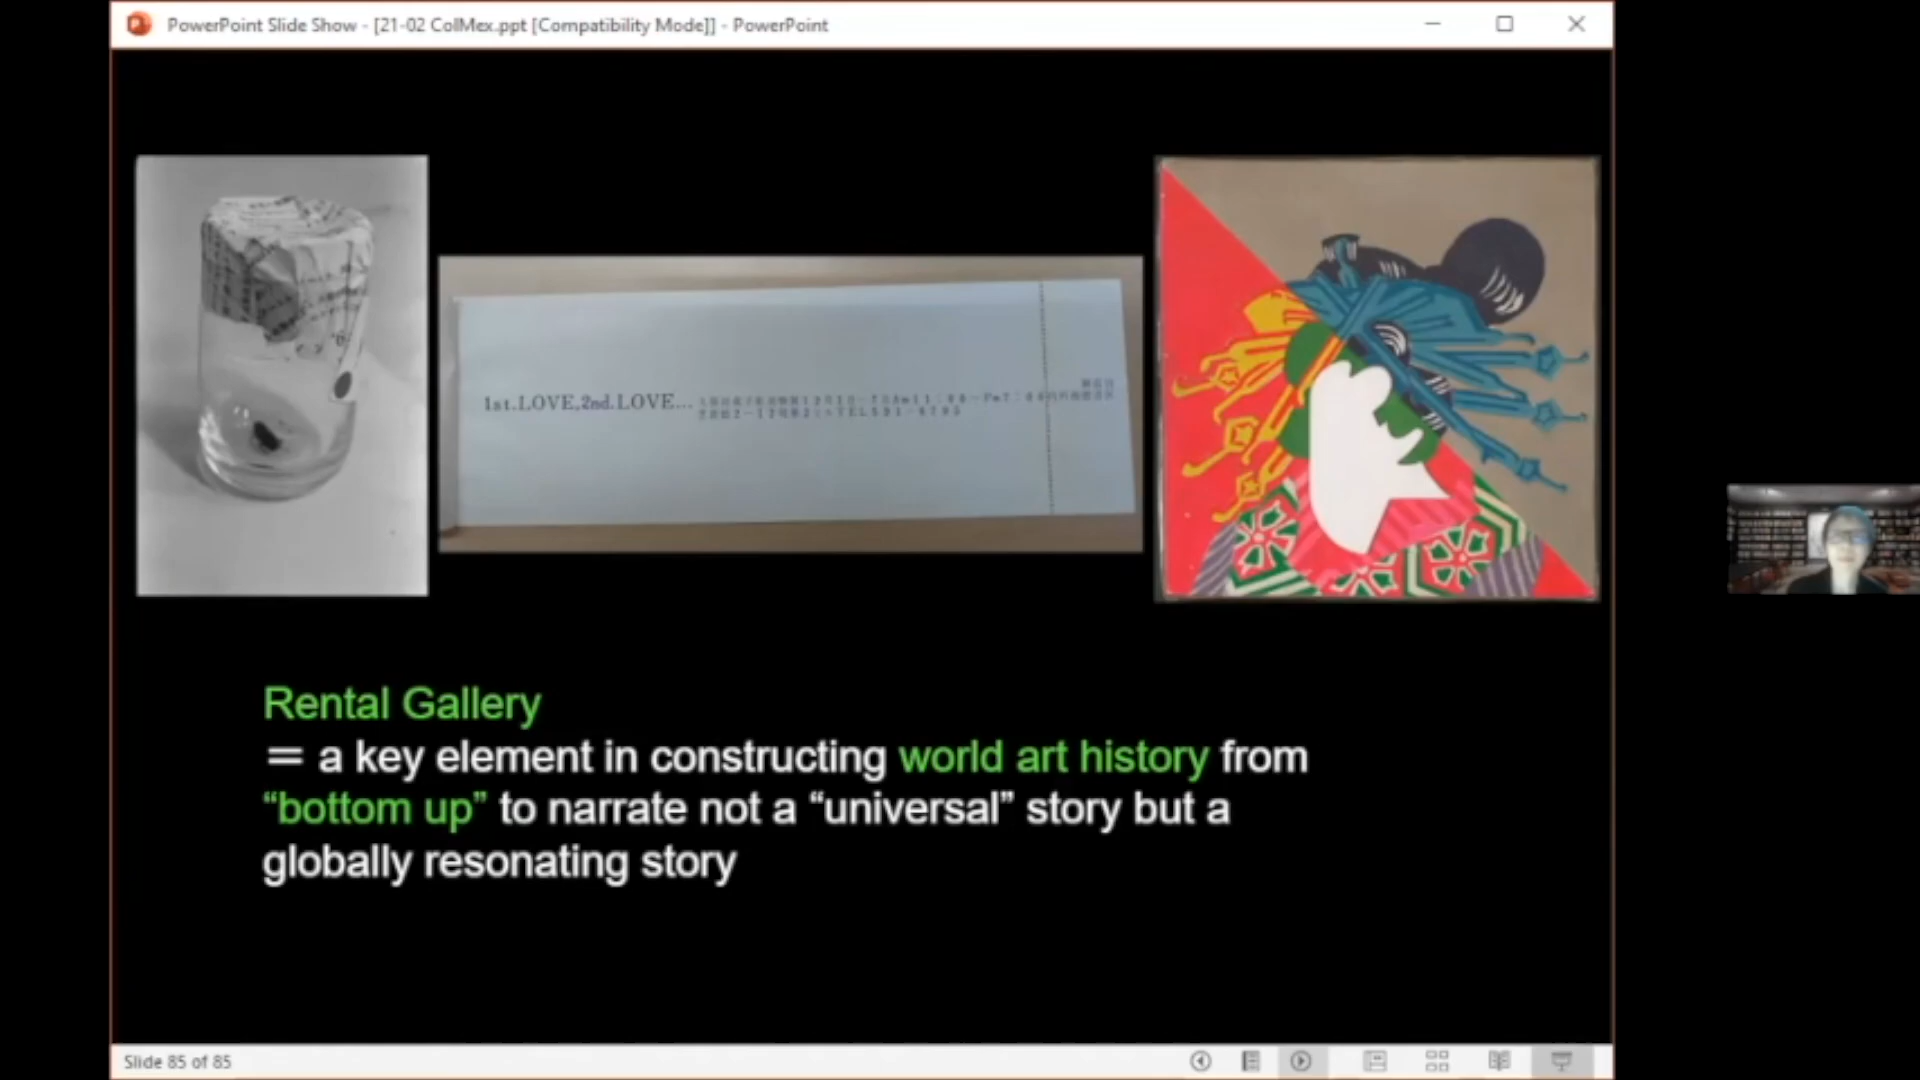 PowerPoint Slide Show - [21-02 ColMex.ppt [Compatibility Mode]] - PowerPoint
1st.LOVE,2nd.LOVE...
Rental Gallery
＝ a key element in constructing world art history from
“bottom up” to narrate not a “universal” story but a
globally resonating story
Slide 85 of 85